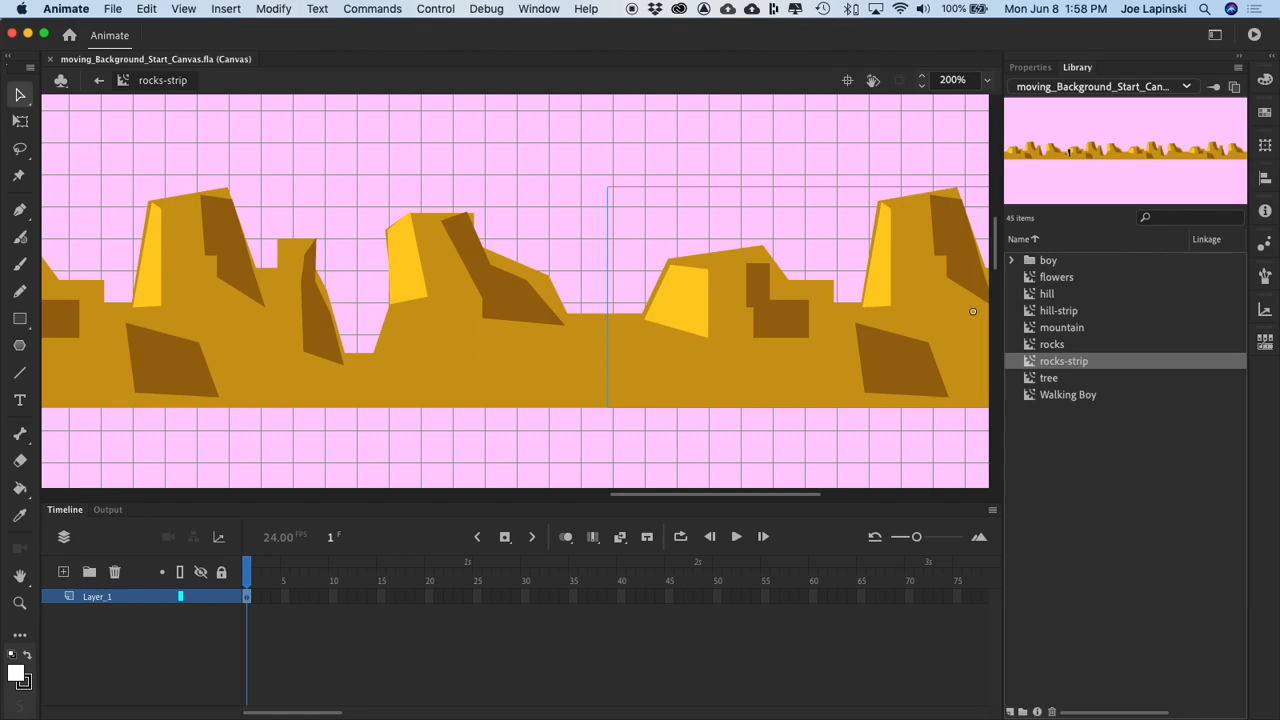 Animate File Edit View Insert Modify Text Commands Control Debug Window Help 100% Mon Jun 8 1:58 PM Joe Lapinski
Animate
× moving_Background_Start_Canvas.fla (Canvas)
rocks-strip 200%
Properties Library
moving_Background_Start_Can...
45 items
Name Linkage
boy
flowers
hill
hill-strip
mountain
rocks
rocks-strip
tree
Walking Boy
Timeline Output
24.00 FPS 1 F
1s 2s 3s
5 10 15 20 25 30 35 40 45 50 55 60 65 70 75
Layer_1